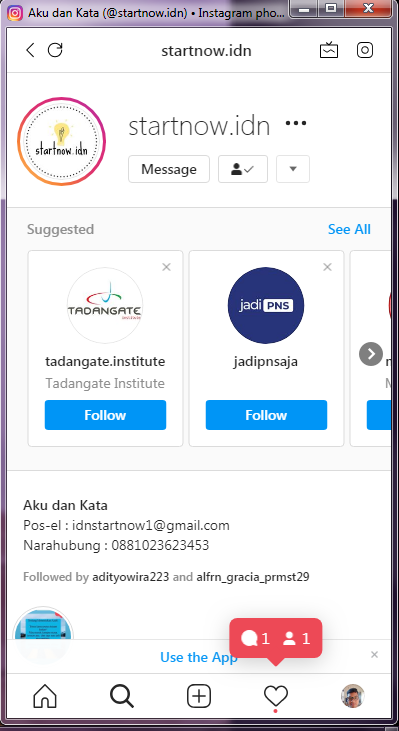 Aku dan Kata (@startnow.idn) • Instagram pho...
startnow.idn
startnow.idn
startnow.idn •••
Message
Suggested
See All
TADANGATE
INSTITUTE
tadangate.institute
Tadangate Institute
Follow
jadi PNS
jadipnsaja
Follow
Aku dan Kata
Pos-el : idnstartnow1@gmail.com
Narahubung : 0881023623453
Followed by adityowira223 and alfrn_gracia_prmst29
1 1
Use the App